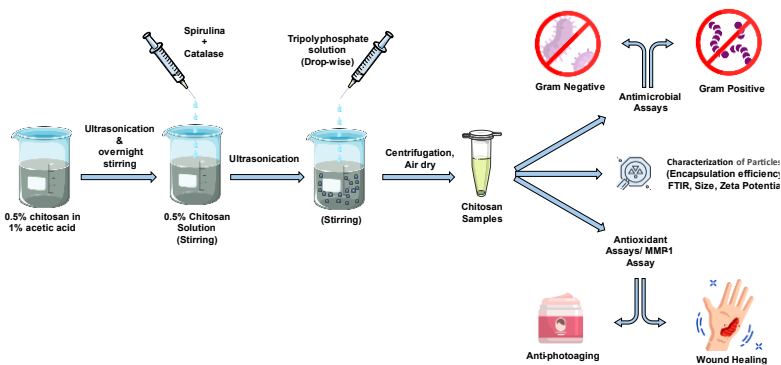 Spirulina
+
Catalase
Tripolyphosphate
solution
(Drop-wise)
Gram Negative
Gram Positive
Antimicrobial
Assays
Ultrasonication
&
overnight
stirring
Ultrasonication
Centrifugation,
Air dry
0.5% chitosan in
1% acetic acid
0.5% Chitosan
Solution
(Stirring)
(Stirring)
Chitosan
Samples
Characterization of Particles
(Encapsulation efficiency
FTIR, Size, Zeta Potentia
Antioxidant
Assays/ MMP1
Assay
Anti-photoaging
Wound Healing